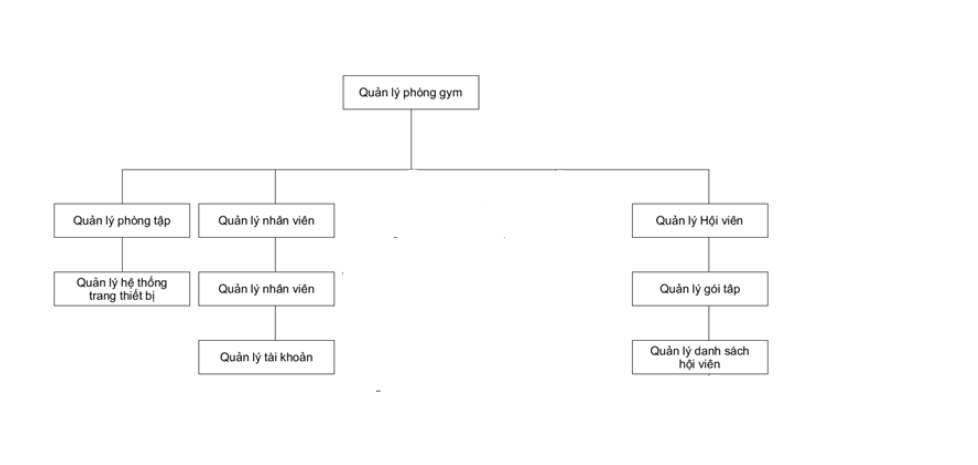 Quản lý phòng gym
Quản lý phòng tập
Quản lý nhân viên
Quản lý Hội viên
Quản lý hệ thống
trang thiết bị
Quản lý nhân viên
Quản lý gói tâp
Quản lý tài khoản
Quản lý danh sách
hội viên